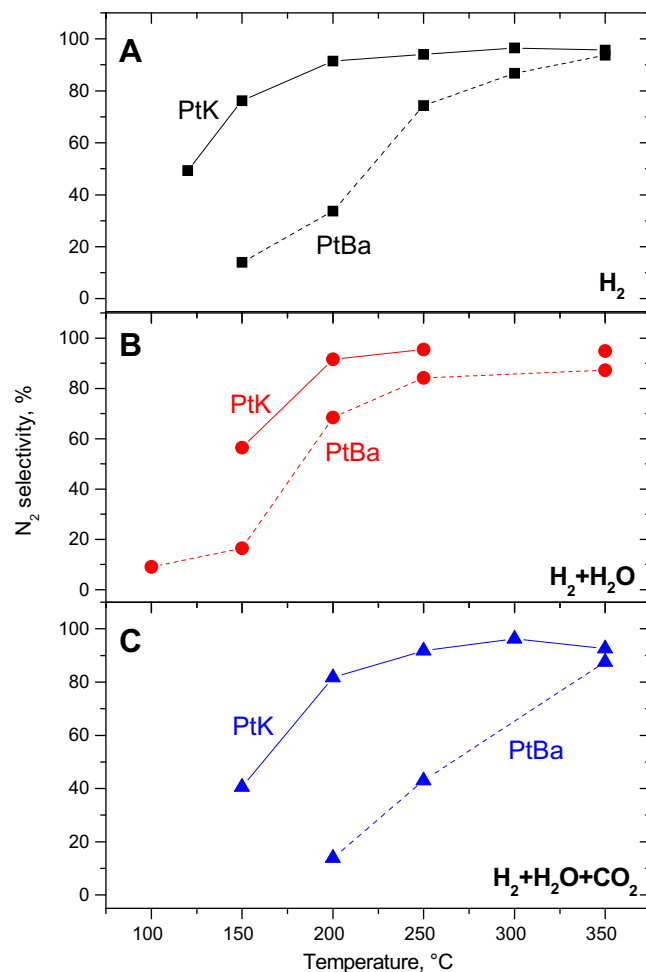 A
100
80
60
40
20
0
PtK
PtBa
H₂
B
100
80
60
40
20
0
PtK
PtBa
H₂+H₂O
N₂ selectivity, %
C
100
80
60
40
20
0
PtK
PtBa
H₂+H₂O+CO₂
100 150 200 250 300 350
Temperature, °C